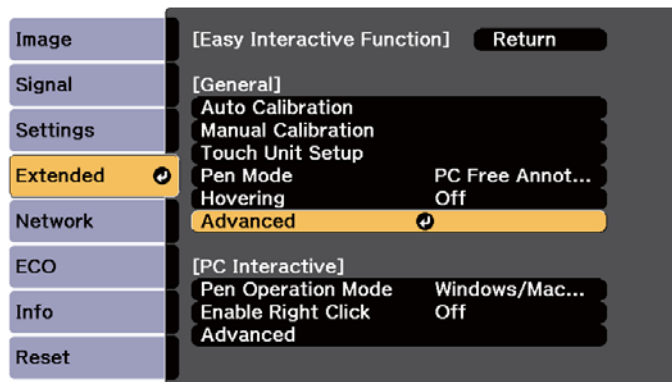 Image
Signal
Settings
Extended
Network
ECO
Info
Reset
[Easy Interactive Function] Return
[General]
Auto Calibration
Manual Calibration
Touch Unit Setup
Pen Mode PC Free Annot...
Hovering Off
Advanced
[PC Interactive]
Pen Operation Mode Windows/Mac...
Enable Right Click Off
Advanced